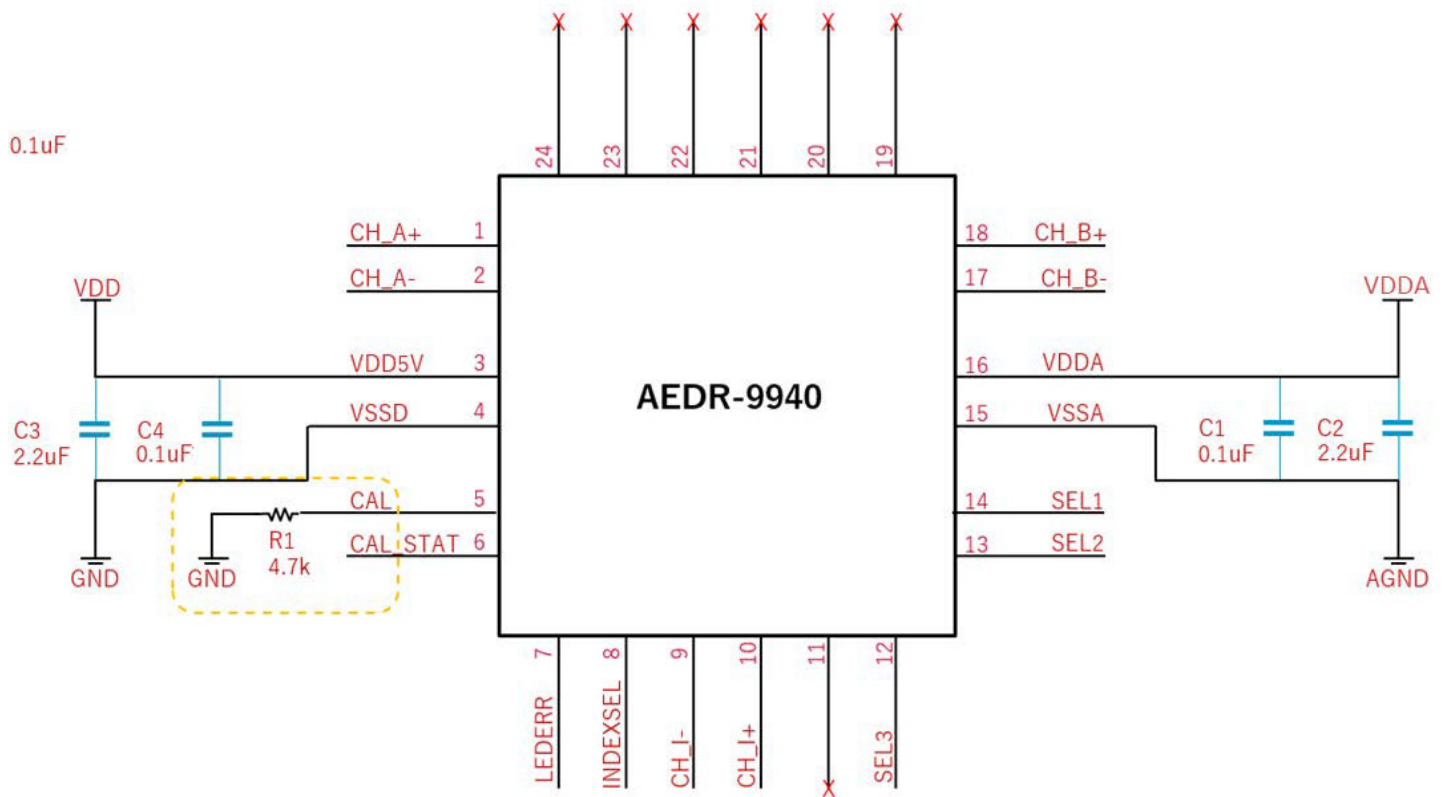 X X X X X X
0.1uF
24 23 22 21 20 19
CH_A+ 1
CH_A- 2
VDD
VDD5V 3
VSSD 4
C3
2.2uF
C4
0.1uF
CAL 5
CAL_STAT 6
R1
4.7k
GND
GND
AEDR-9940
18 CH_B+
17 CH_B-
VDDA
16 VDDA
15 VSSA
C1
0.1uF
C2
2.2uF
14 SEL1
13 SEL2
AGND
7 8 9 10 11 12
LEDERR
INDEXSEL
CH_I-
CH_I+
X
SEL3